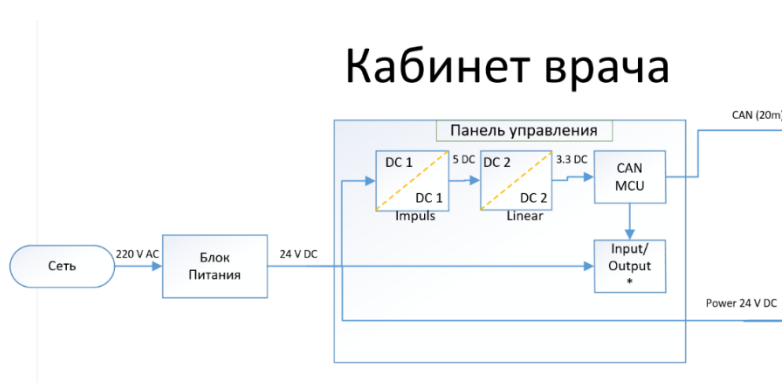 Кабинет врача
CAN (20m)
Панель управления
DC 1
DC 1
Impuls
5 DC
DC 2
DC 2
Linear
3.3 DC
CAN
MCU
Сеть
220 V AC
Блок
Питания
24 V DC
Input/
Output
*
Power 24 V DC